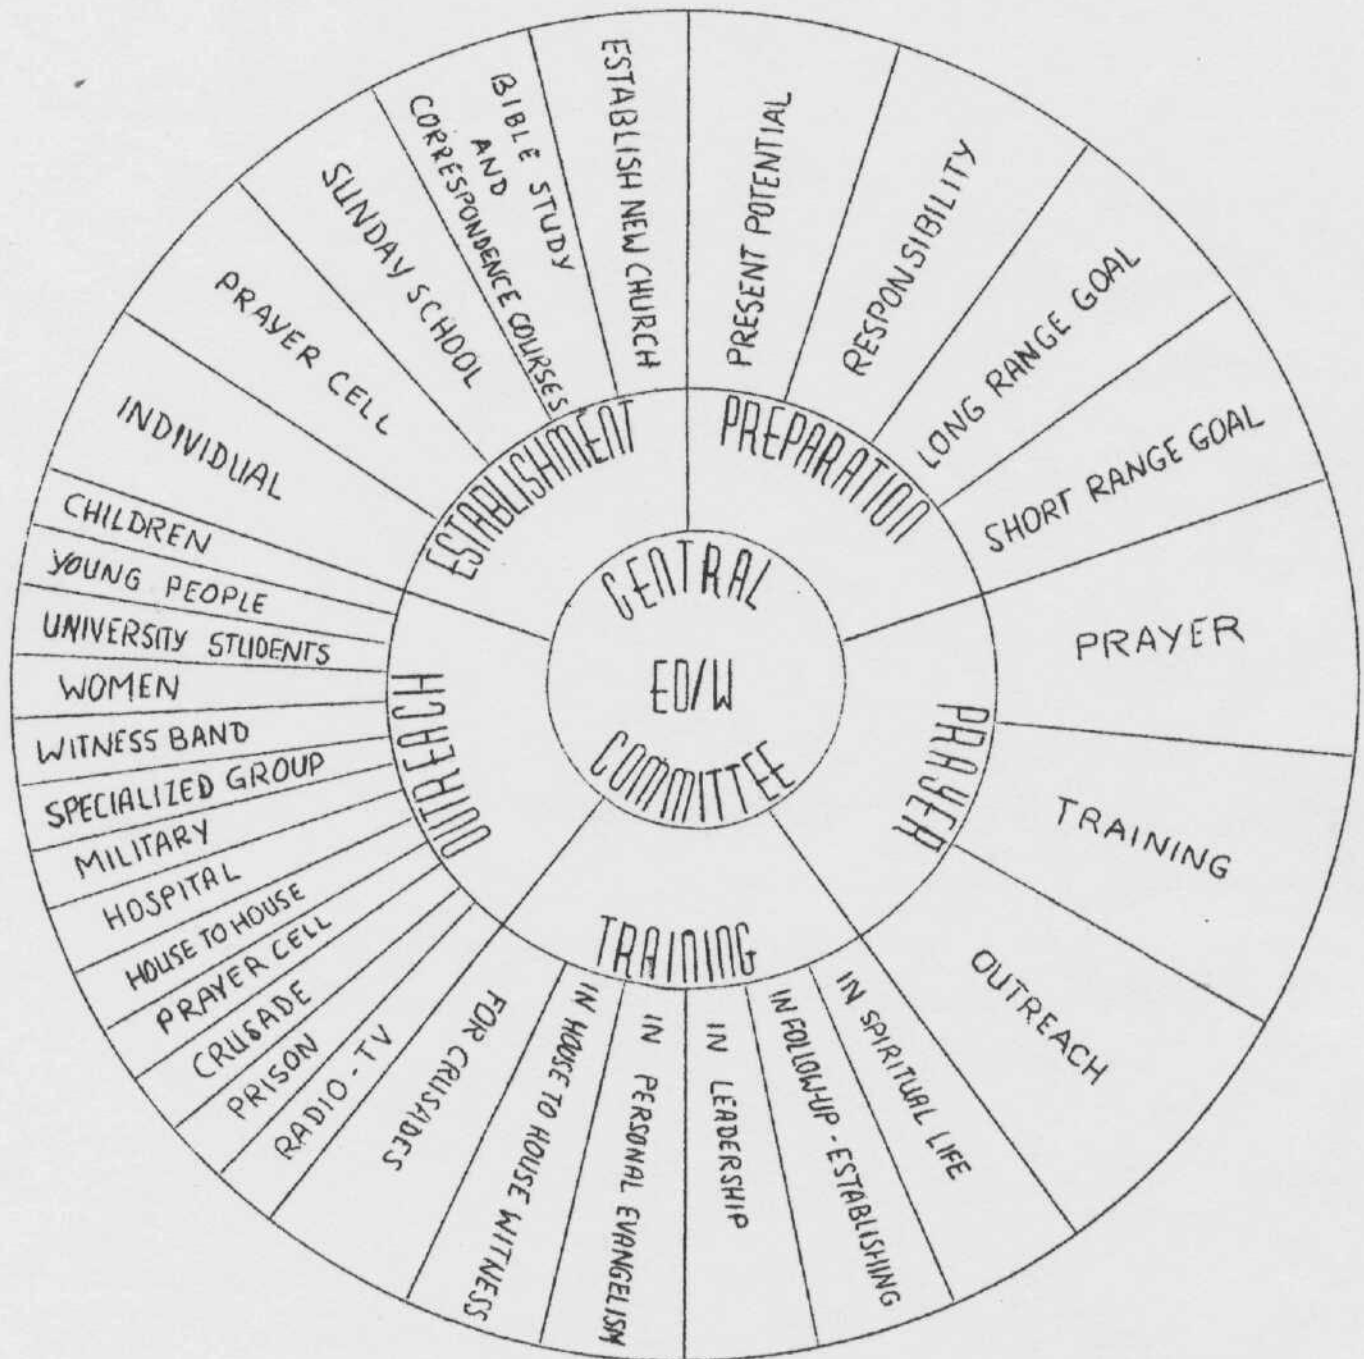 CENTRAL
ED/W
COMMITTEE
PREPARATION
PRESENT POTENTIAL
RESPONSIBILITY
LONG RANGE GOAL
SHORT RANGE GOAL
PRAYER
PRAYER
TRAINING
OUTREACH
TRAINING
IN SPIRITUAL LIFE
IN FOLLOW-UP - ESTABLISHING
IN LEADERSHIP
IN PERSONAL EVANGELISM
IN HOUSE TO HOUSE WITNESS
FOR CRUSADES
OUTREACH
RADIO - TV
PRISON
CRUSADE
PRAYER CELL
HOUSE TO HOUSE
HOSPITAL
MILITARY
SPECIALIZED GROUP
WITNESS BAND
WOMEN
UNIVERSITY STUDENTS
YOUNG PEOPLE
CHILDREN
ESTABLISHMENT
INDIVIDUAL
PRAYER CELL
SUNDAY SCHOOL
BIBLE STUDY
AND
CORRESPONDENCE COURSES
ESTABLISH NEW CHURCH